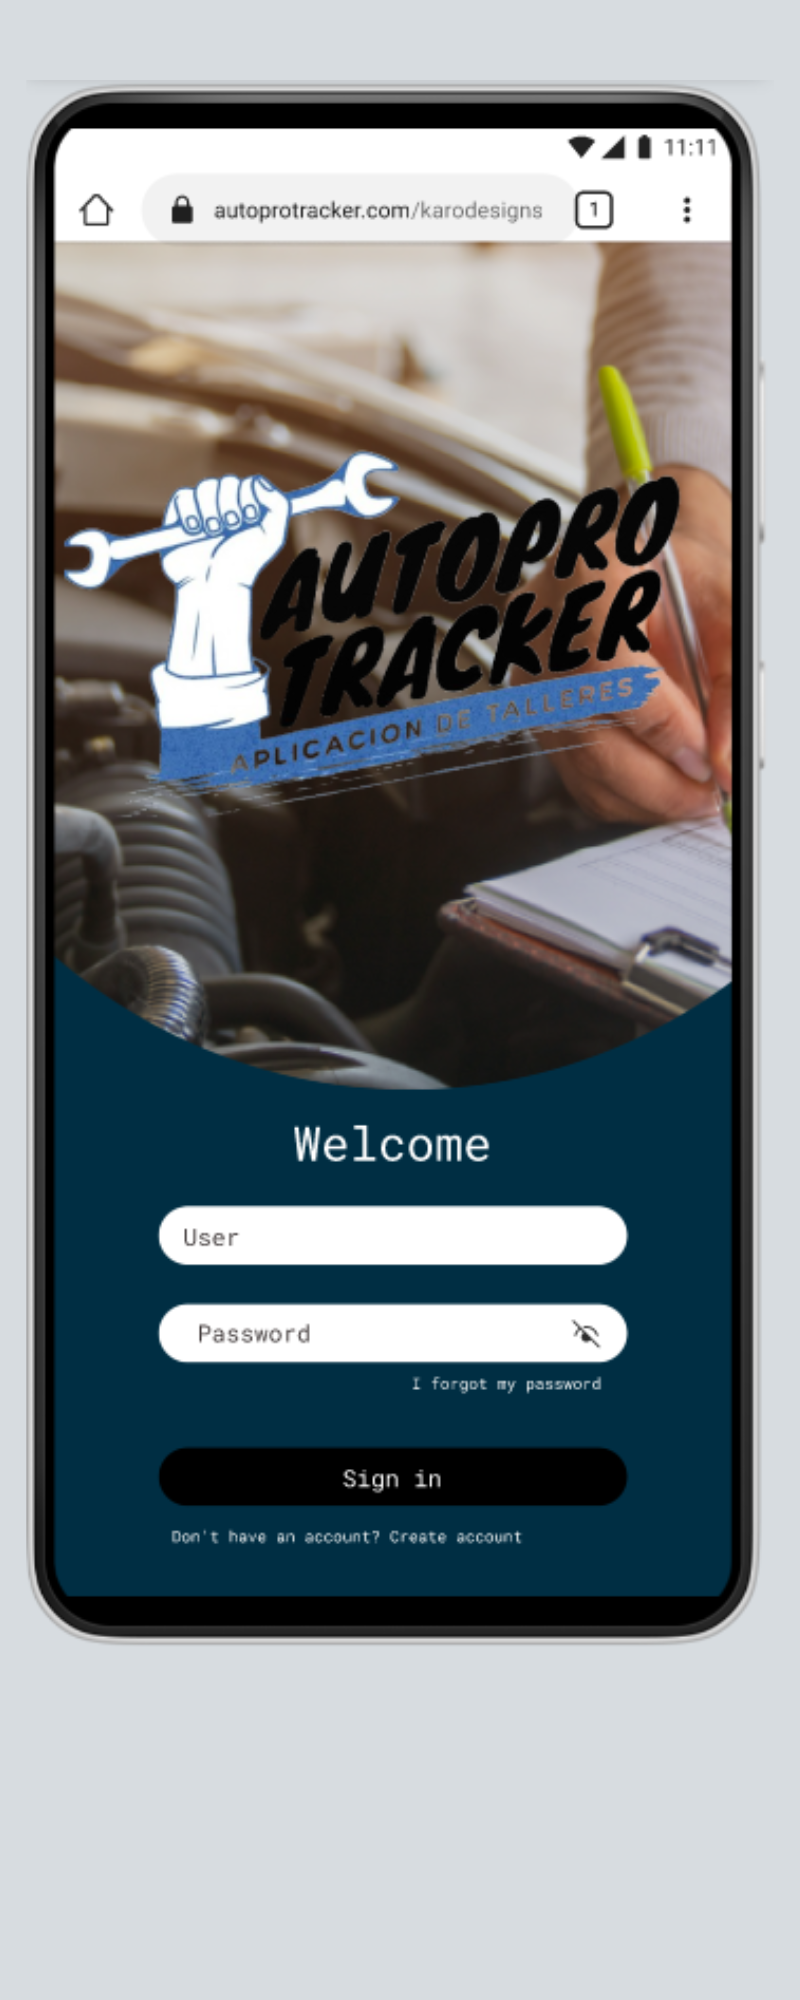 11:11
autoprotracker.com/karodesigns
1
AUTOPRO
TRACKER
APLICACION DE TALLERES
Welcome
User
Password
I forgot my password
Sign in
Don't have an account? Create account